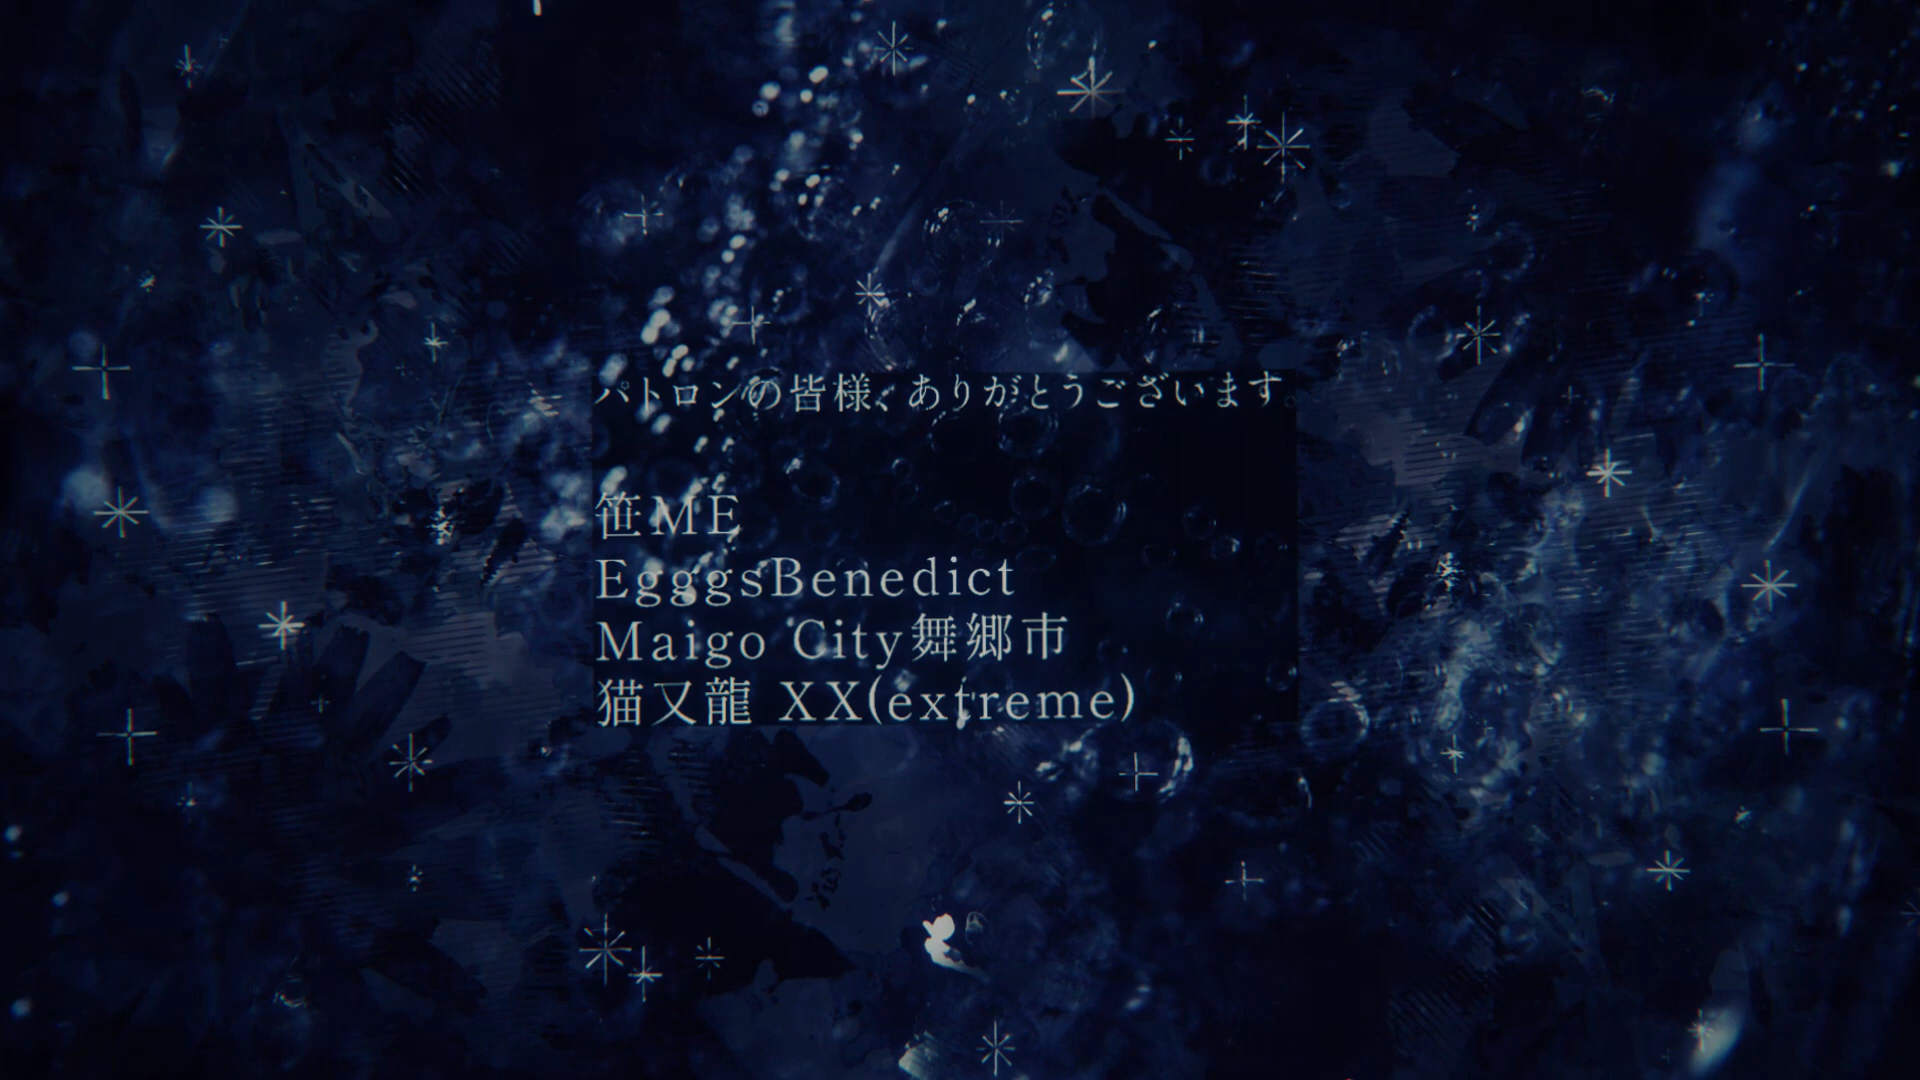 パトロンの皆様、ありがとうございます。
笹ME
EgggsBenedict
Maigo City舞郷市
猫又龍 XX(extreme)